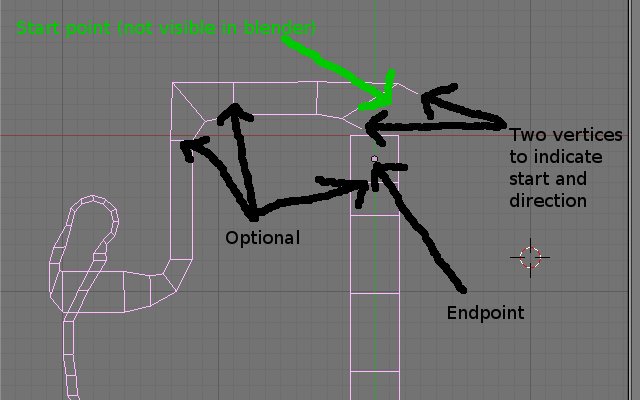 Start point (not visible in blender)
Two vertices
to indicate
start and
direction
Optional
Endpoint